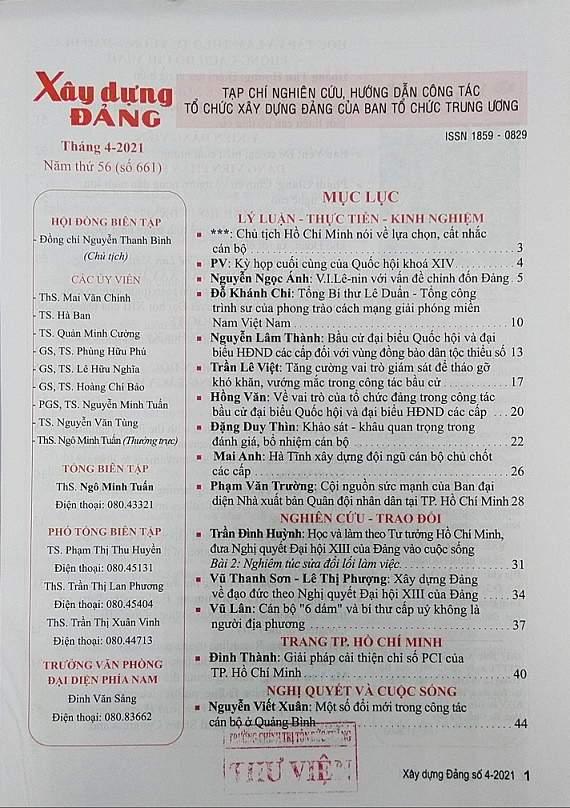 Xây dựng
ĐẢNG
TẠP CHÍ NGHIÊN CỨU, HƯỚNG DẪN CÔNG TÁC
TỔ CHỨC XÂY DỰNG ĐẢNG CỦA BAN TỔ CHỨC TRUNG ƯƠNG
ISSN 1859 - 0829
Tháng 4-2021
Năm thứ 56 (số 661)
HỘI ĐỒNG BIÊN TẬP
- Đồng chí Nguyễn Thanh Bình
(Chủ tịch)
CÁC ỦY VIÊN
- ThS. Mai Văn Chính
- TS. Hà Ban
- TS. Quản Minh Cường
- GS, TS. Phùng Hữu Phú
- GS, TS. Lê Hữu Nghĩa
- GS, TS. Hoàng Chí Bảo
- PGS, TS. Nguyễn Minh Tuấn
- TS. Nguyễn Văn Tùng
- ThS. Ngô Minh Tuấn (Thường trực)
TỔNG BIÊN TẬP
ThS. Ngô Minh Tuấn
Điện thoại: 080.43321
PHÓ TỔNG BIÊN TẬP
TS. Phạm Thị Thu Huyền
Điện thoại: 080.45131
ThS. Trần Thị Lan Phương
Điện thoại: 080.45404
ThS. Trần Thị Xuân Vinh
Điện thoại: 080.44713
TRƯỞNG VĂN PHÒNG
ĐẠI DIỆN PHÍA NAM
Đinh Văn Sáng
Điện thoại: 080.83662
MỤC LỤC
LÝ LUẬN - THỰC TIỄN - KINH NGHIỆM
***: Chủ tịch Hồ Chí Minh nói về lựa chọn, cất nhắc
cán bộ 3
PV: Kỳ họp cuối cùng của Quốc hội khoá XIV 4
Nguyễn Ngọc Ánh: V.I.Lê-nin với vấn đề chỉnh đốn Đảng 5
Đỗ Khánh Chi: Tổng Bí thư Lê Duẩn - Tổng công
trình sư của phong trào cách mạng giải phóng miền
Nam Việt Nam 10
Nguyễn Lâm Thành: Bầu cử đại biểu Quốc hội và đại
biểu HĐND các cấp đối với vùng đồng bào dân tộc thiểu số 13
Trần Lê Việt: Tăng cường vai trò giám sát để tháo gỡ
khó khăn, vướng mắc trong công tác bầu cử 17
Hồng Văn: Về vai trò của tổ chức đảng trong công tác
bầu cử đại biểu Quốc hội và đại biểu HĐND các cấp 20
Đặng Duy Thìn: Khảo sát - khâu quan trọng trong
đánh giá, bổ nhiệm cán bộ 22
Mai Anh: Hà Tĩnh xây dựng đội ngũ cán bộ chủ chốt
các cấp 26
Phạm Văn Trường: Cội nguồn sức mạnh của Ban đại
diện Nhà xuất bản Quân đội nhân dân tại TP. Hồ Chí Minh 28
NGHIÊN CỨU - TRAO ĐỔI
Trần Đình Huỳnh: Học và làm theo Tư tưởng Hồ Chí Minh,
đưa Nghị quyết Đại hội XIII của Đảng vào cuộc sống
Bài 2: Nghiêm túc sửa đổi lối làm việc. 31
Vũ Thanh Sơn - Lê Thị Phượng: Xây dựng Đảng
về đạo đức theo Nghị quyết Đại hội XIII của Đảng 34
Vũ Lân: Cán bộ "6 dám" và bí thư cấp uỷ không là
người địa phương 37
TRANG TP. HỒ CHÍ MINH
Đinh Thành: Giải pháp cải thiện chỉ số PCI của
TP. Hồ Chí Minh 40
NGHỊ QUYẾT VÀ CUỘC SỐNG
Nguyễn Viết Xuân: Một số đổi mới trong công tác
cán bộ ở Quảng Bình 44
TRƯỜNG CHÍNH TRỊ TÔN ĐỨC THẮNG
THƯ VIỆN
Xây dựng Đảng số 4-2021 1